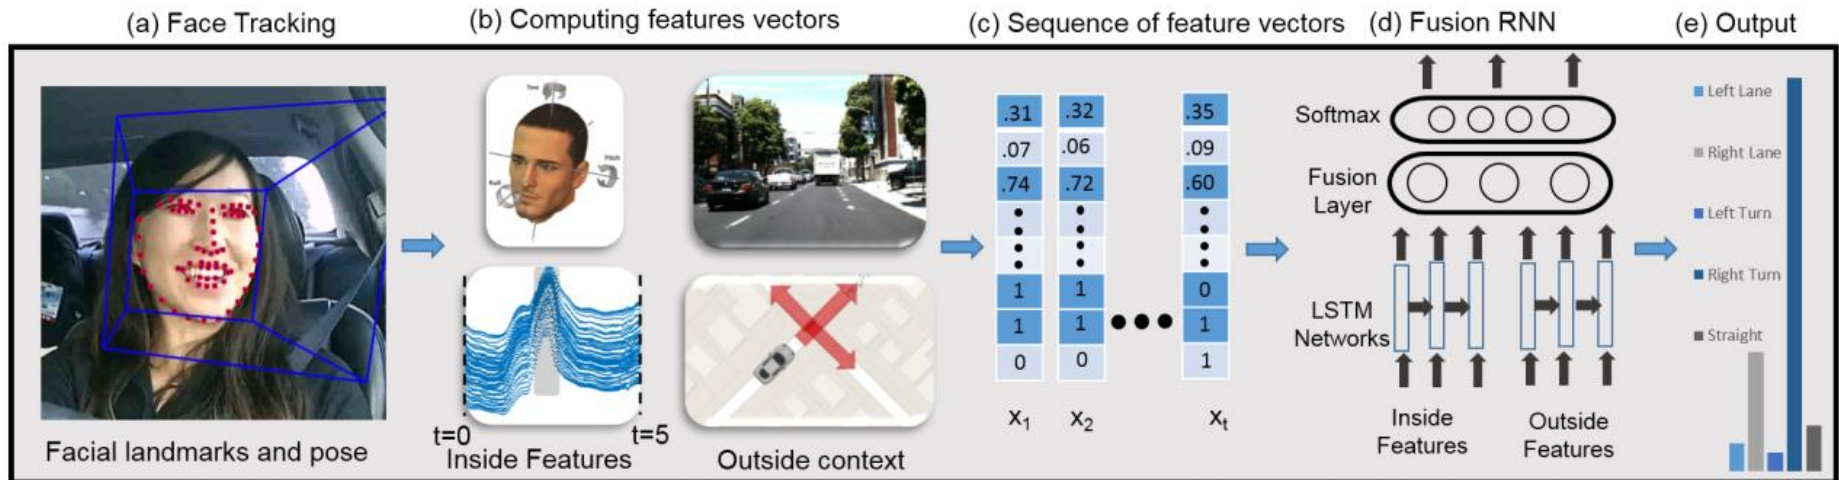 (a) Face Tracking
(b) Computing features vectors
(c) Sequence of feature vectors
(d) Fusion RNN
(e) Output
Facial landmarks and pose
Yaw
Pitch
Roll
t=0
t=5
Inside Features
Outside context
.31
.07
.74
1
1
0
x1
.32
.06
.72
1
1
0
x2
.35
.09
.60
0
1
1
xt
Softmax
Fusion
Layer
LSTM
Networks
Inside
Features
Outside
Features
Left Lane
Right Lane
Left Turn
Right Turn
Straight